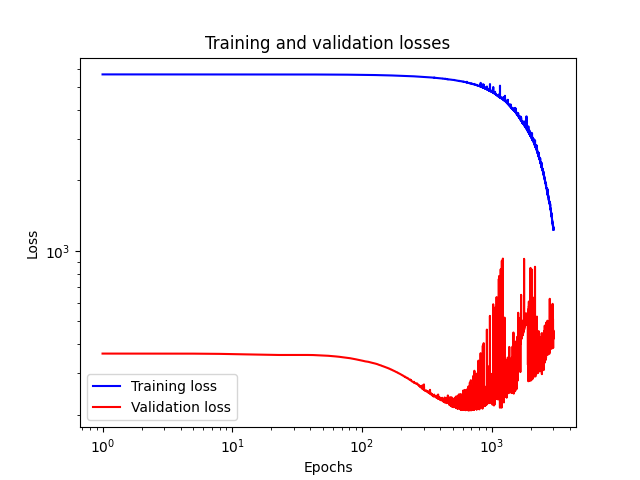 Training and validation losses
Loss
10³
Training loss
Validation loss
10⁰ 10¹ 10² 10³
Epochs